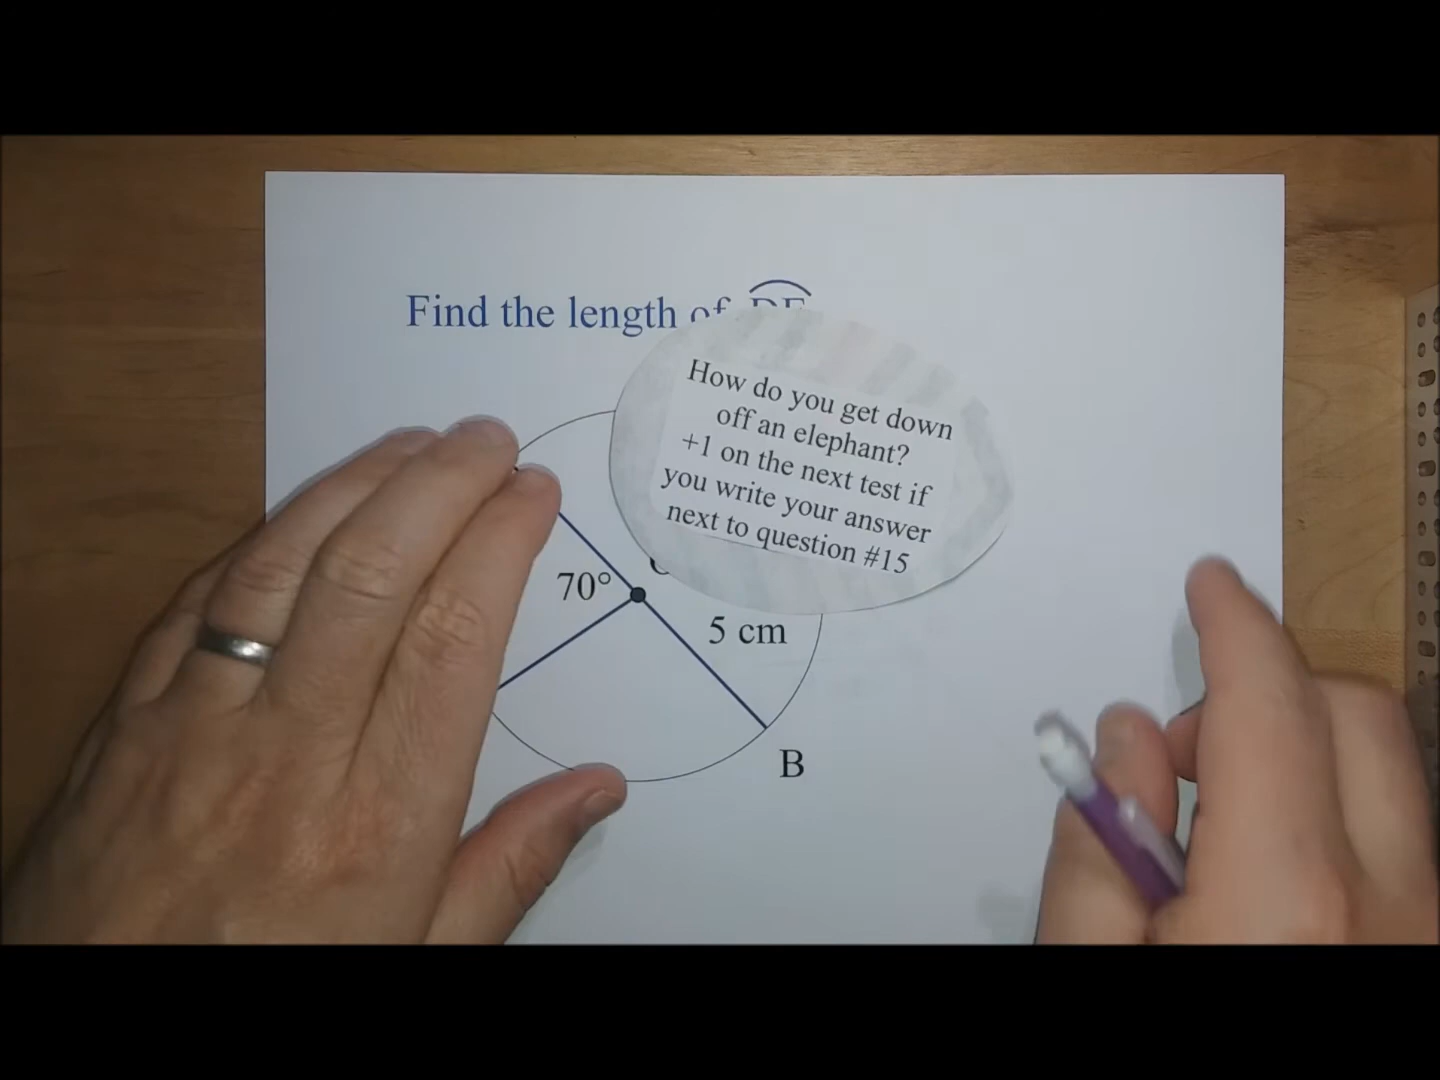 Find the length of
How do you get down
off an elephant?
+1 on the next test if
you write your answer
next to question #15
70°
5 cm
B